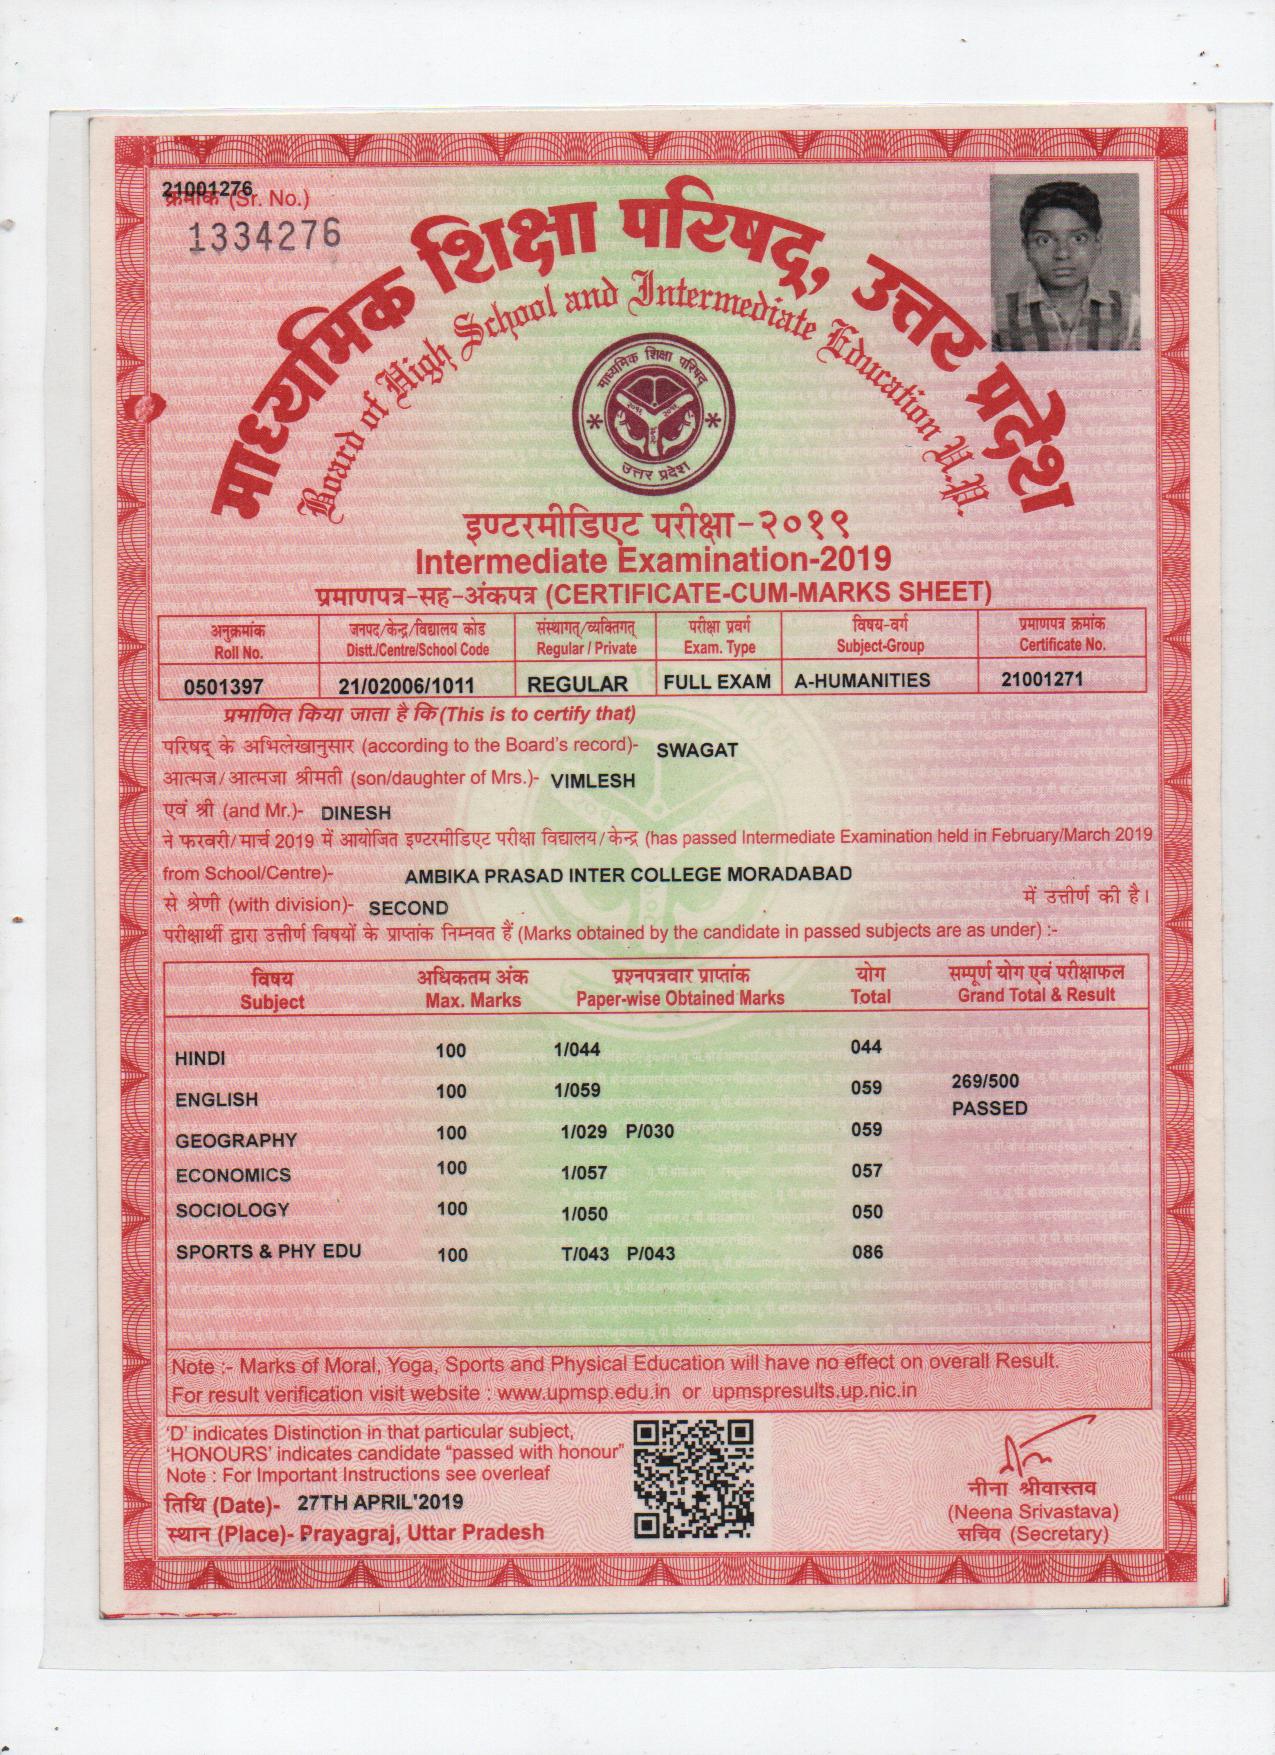 21001276
क्रमांक (Sr. No.)
1334276
माध्यमिक शिक्षा परिषद्, उत्तर प्रदेश
Board of High School and Intermediate Education U.P.
माध्यमिक शिक्षा परिषद्
उत्तर प्रदेश
इण्टरमीडिएट परीक्षा-२०१९
Intermediate Examination-2019
प्रमाणपत्र-सह-अंकपत्र (CERTIFICATE-CUM-MARKS SHEET)
अनुक्रमांक जनपद/केन्द्र/विद्यालय कोड संस्थागत्/व्यक्तिगत् परीक्षा प्रवर्ग विषय-वर्ग प्रमाणपत्र क्रमांक
Roll No. Distt./Centre/School Code Regular / Private Exam. Type Subject-Group Certificate No.
0501397 21/02006/1011 REGULAR FULL EXAM A-HUMANITIES 21001271
प्रमाणित किया जाता है कि (This is to certify that)
परिषद् के अभिलेखानुसार (according to the Board's record)- SWAGAT
आत्मज/आत्मजा श्रीमती (son/daughter of Mrs.)- VIMLESH
एवं श्री (and Mr.)- DINESH
ने फरवरी/मार्च 2019 में आयोजित इण्टरमीडिएट परीक्षा विद्यालय/केन्द्र (has passed Intermediate Examination held in February/March 2019
from School/Centre)- AMBIKA PRASAD INTER COLLEGE MORADABAD
से श्रेणी (with division)- SECOND में उत्तीर्ण की है।
परीक्षार्थी द्वारा उत्तीर्ण विषयों के प्राप्तांक निम्नवत हैं (Marks obtained by the candidate in passed subjects are as under) :-
विषय अधिकतम अंक प्रश्नपत्रवार प्राप्तांक योग सम्पूर्ण योग एवं परीक्षाफल
Subject Max. Marks Paper-wise Obtained Marks Total Grand Total & Result
HINDI 100 1/044 044
ENGLISH 100 1/059 059 269/500
PASSED
GEOGRAPHY 100 1/029 P/030 059
ECONOMICS 100 1/057 057
SOCIOLOGY 100 1/050 050
SPORTS & PHY EDU 100 T/043 P/043 086
Note :- Marks of Moral, Yoga, Sports and Physical Education will have no effect on overall Result.
For result verification visit website : www.upmsp.edu.in or upmspresults.up.nic.in
'D' indicates Distinction in that particular subject,
'HONOURS' indicates candidate "passed with honour"
Note : For Important Instructions see overleaf
तिथि (Date)- 27TH APRIL'2019
स्थान (Place)- Prayagraj, Uttar Pradesh
नीना श्रीवास्तव
(Neena Srivastava)
सचिव (Secretary)